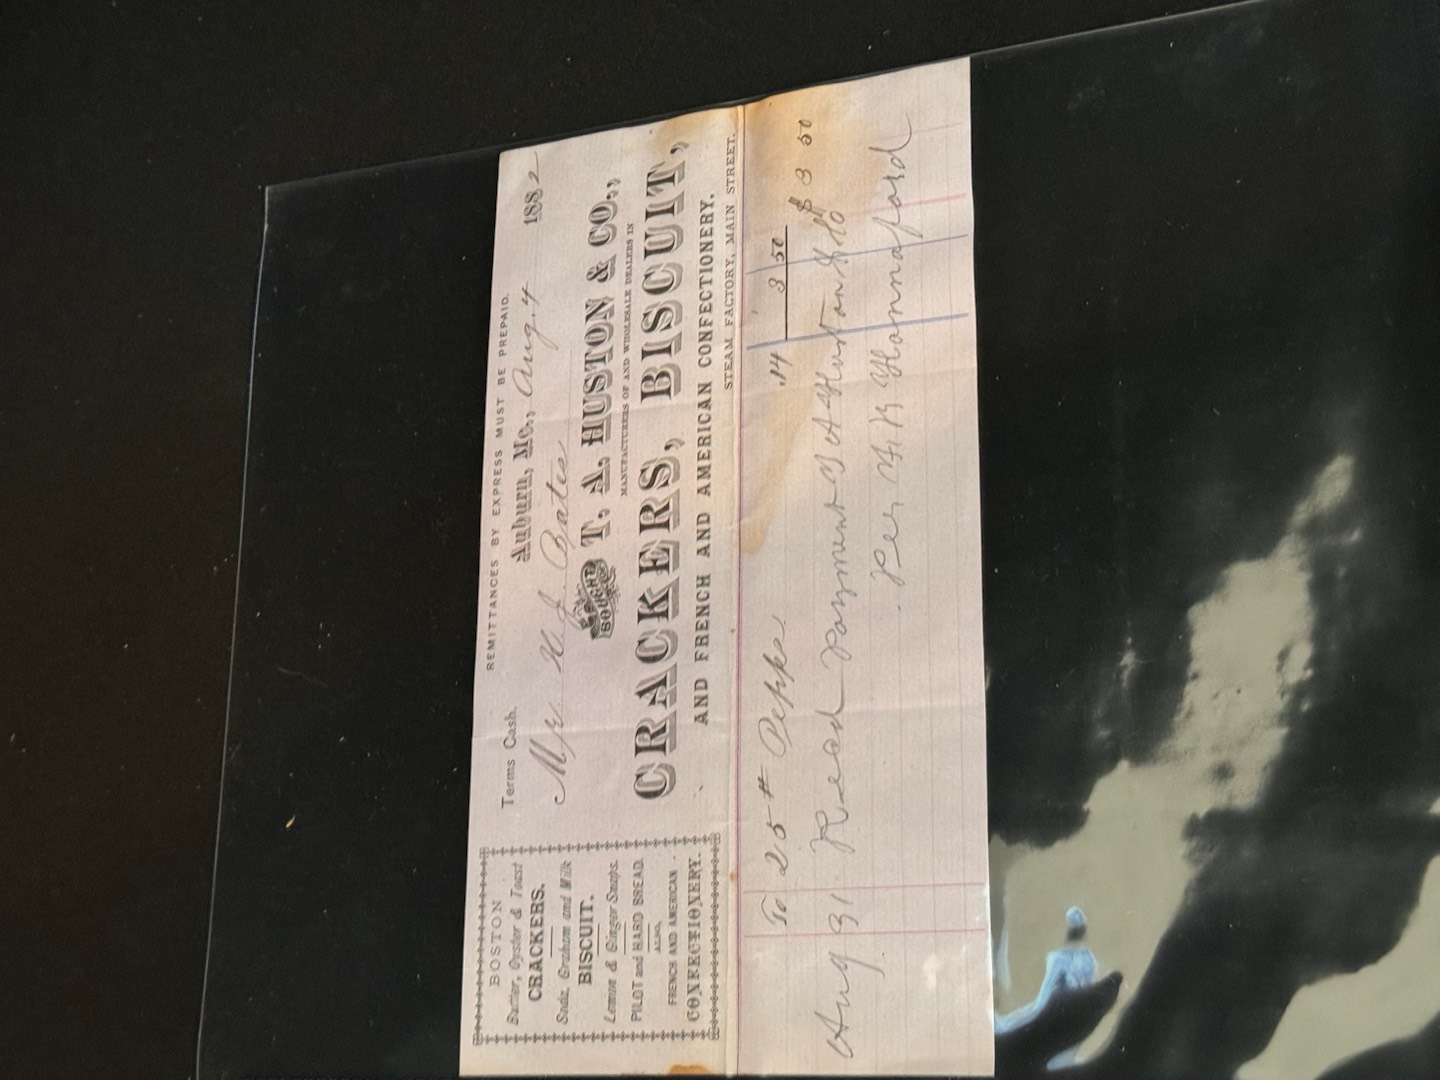 REMITTANCES BY EXPRESS MUST BE PREPAID.
Terms Cash. Auburn, Me., Aug. 4 1882
Mr. H. J. Bates
BOUGHT OF T. A. HUSTON & CO.,
MANUFACTURERS OF AND WHOLESALE DEALERS IN
CRACKERS, BISCUIT,
AND FRENCH AND AMERICAN CONFECTIONERY.
STEAM FACTORY, MAIN STREET.
BOSTON
Butter, Oyster & Toast
CRACKERS.
Soda, Graham and Milk
BISCUIT.
Lemon & Ginger Snaps.
PILOT and HARD BREAD.
ALSO,
FRENCH AND AMERICAN
CONFECTIONERY.
To 25 # Pepps .14 3 50
$ 3 50
Aug 31. Recd payment T A Huston & Co
Per Hannaford